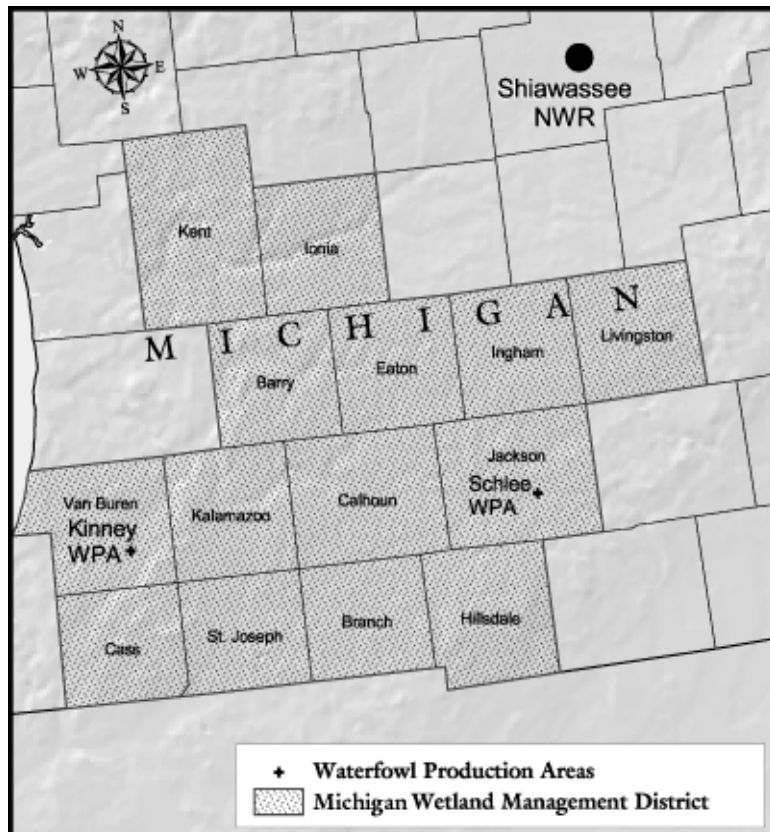 N
W E
S
Shiawassee
NWR
Kent
Ionia
M I C H I G A N
Livingston
Ingham
Eaton
Barry
Jackson
Schlee
WPA
Calhoun
Van Buren
Kinney
WPA
Kalamazoo
Hillsdale
Branch
St. Joseph
Cass
Waterfowl Production Areas
Michigan Wetland Management District